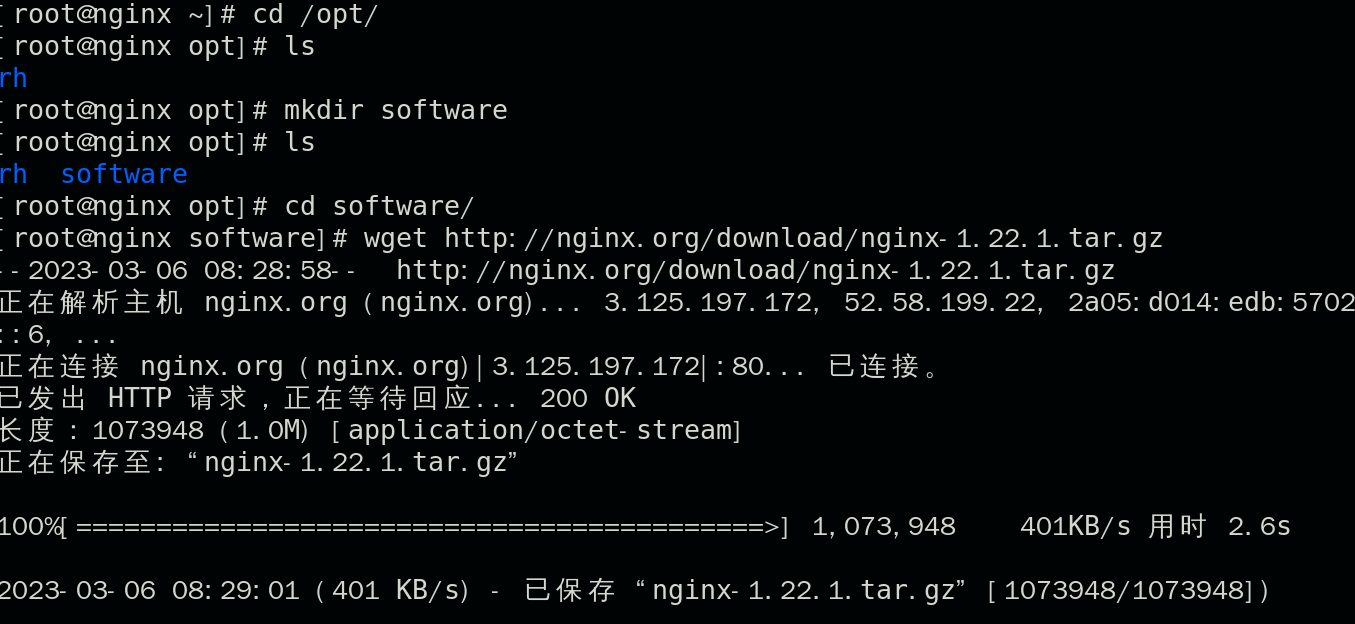 [root@nginx ~]# cd /opt/
[root@nginx opt]# ls
rh
[root@nginx opt]# mkdir software
[root@nginx opt]# ls
rh  software
[root@nginx opt]# cd software/
[root@nginx software]# wget http://nginx.org/download/nginx-1.22.1.tar.gz
--2023-03-06 08:28:58--  http://nginx.org/download/nginx-1.22.1.tar.gz
正在解析主机 nginx.org (nginx.org)... 3.125.197.172, 52.58.199.22, 2a05:d014:edb:5702
::6, ...
正在连接 nginx.org (nginx.org)|3.125.197.172|:80... 已连接。
已发出 HTTP 请求，正在等待回应... 200 OK
长度：1073948 (1.0M) [application/octet-stream]
正在保存至: “nginx-1.22.1.tar.gz”
100%[===========================================>] 1,073,948    401KB/s 用时 2.6s
2023-03-06 08:29:01 (401 KB/s) - 已保存 “nginx-1.22.1.tar.gz” [1073948/1073948])